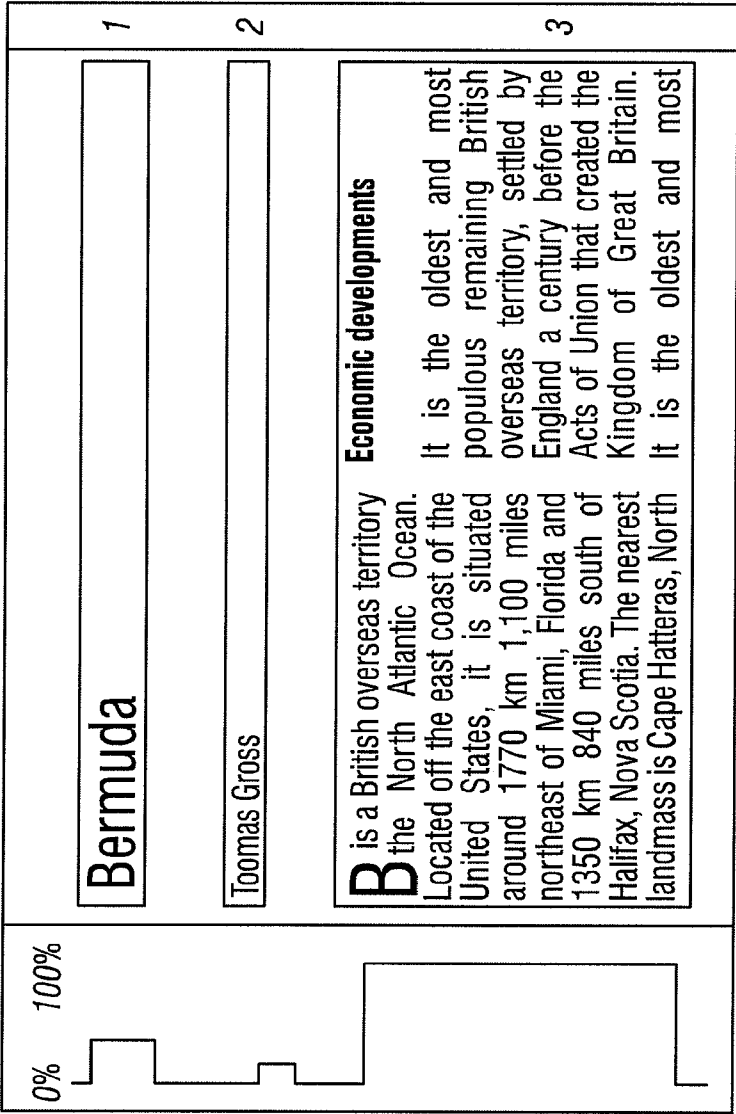 0% 100%
Bermuda
1
Toomas Gross
2
B is a British overseas territory
the North Atlantic Ocean.
Located off the east coast of the
United States, it is situated
around 1770 km 1,100 miles
northeast of Miami, Florida and
1350 km 840 miles south of
Halifax, Nova Scotia. The nearest
landmass is Cape Hatteras, North
Economic developments
It is the oldest and most
populous remaining British
overseas territory, settled by
England a century before the
Acts of Union that created the
Kingdom of Great Britain.
It is the oldest and most
3